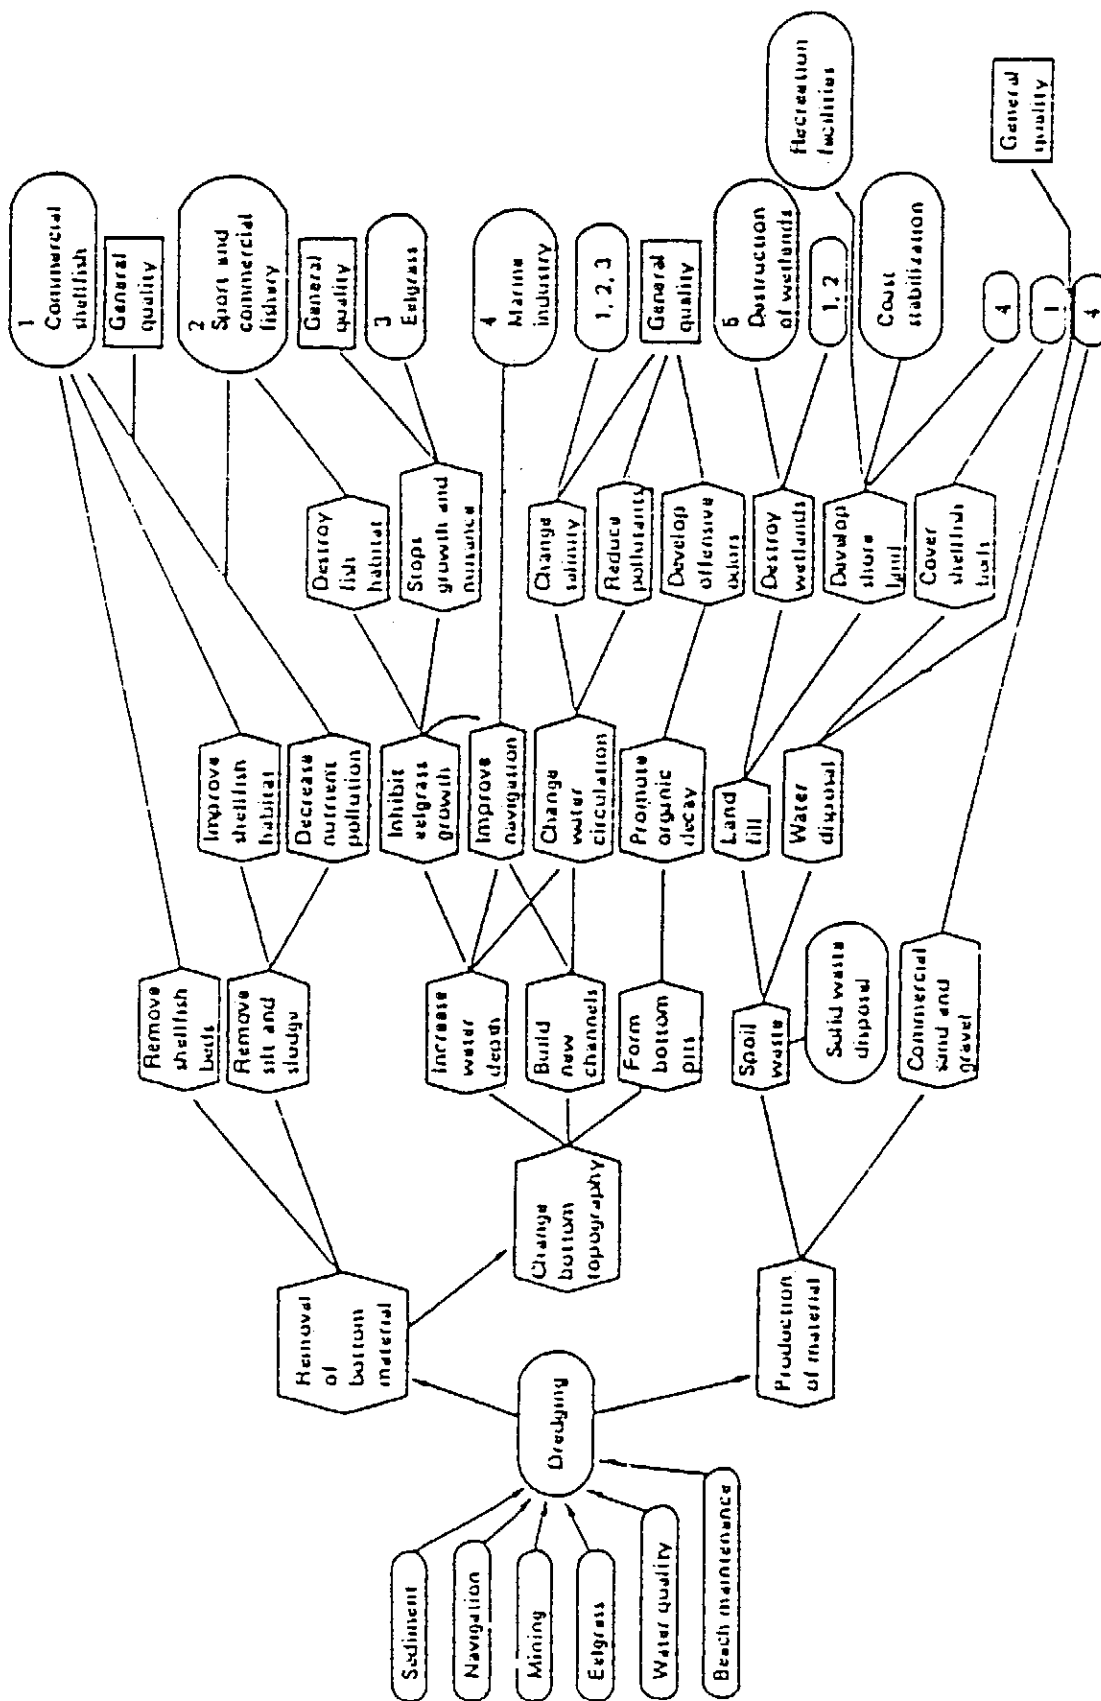 Sediment
Navigation
Mining
Eelgrass
Water quality
Beach maintenance
Dredging
Removal
of
bottom
material
Change
bottom
topography
Production
of material
Remove
shellfish
beds
Remove
silt and
sludge
Increase
water
depth
Build
new
channels
Form
bottom
pits
Spoil
waste
Solid waste
disposal
Commercial
sand and
gravel
Improve
shellfish
habitat
Decrease
nutrient
pollution
Inhibit
eelgrass
growth
Improve
navigation
Change
water
circulation
Promote
organic
decay
Land
fill
Water
disposal
Destroy
fish
habitat
Stops
growth and
nuisance
Change
salinity
Reduce
pollutants
Develop
offensive
odors
Destroy
wetlands
Develop
shore
land
Cover
shellfish
beds
1
Commercial
shellfish
General
quality
2
Sport and
commercial
fishery
General
quality
3
Eelgrass
4
Marine
industry
1, 2, 3
General
quality
5
Destruction
of wetlands
1, 2
Recreation
facilities
Coast
stabilization
4
1
4
General
quality